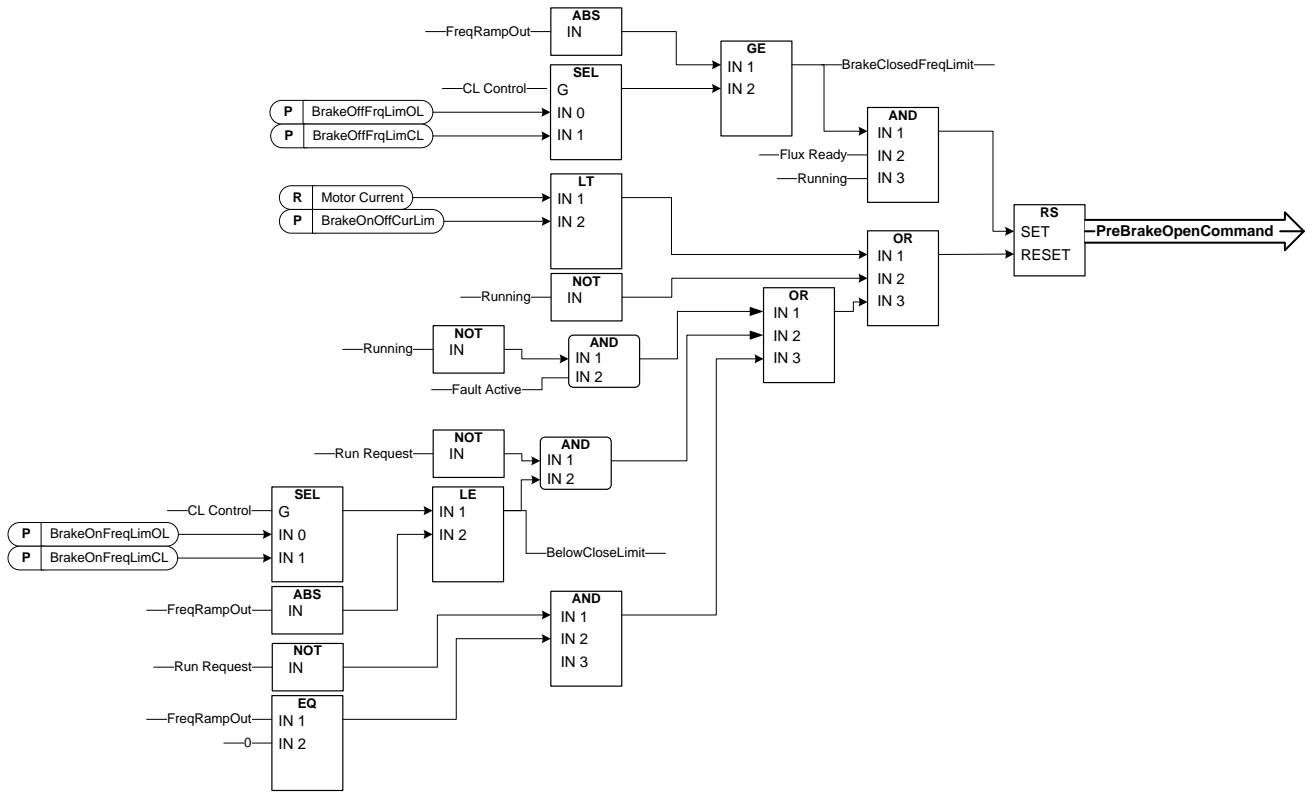 ABS
FreqRampOut
IN
GE
IN 1
IN 2
BrakeClosedFreqLimit
SEL
CL Control
G
P BrakeOffFrqLimOL
IN 0
P BrakeOffFrqLimCL
IN 1
AND
IN 1
Flux Ready
IN 2
Running
IN 3
LT
R Motor Current
IN 1
P BrakeOnOffCurLim
IN 2
RS
SET
RESET
PreBrakeOpenCommand
OR
IN 1
IN 2
IN 3
NOT
Running
IN
OR
IN 1
IN 2
IN 3
NOT
Running
IN
AND
IN 1
IN 2
Fault Active
NOT
Run Request
IN
AND
IN 1
IN 2
SEL
CL Control
G
P BrakeOnFreqLimOL
IN 0
P BrakeOnFreqLimCL
IN 1
LE
IN 1
IN 2
BelowCloseLimit
ABS
FreqRampOut
IN
AND
IN 1
IN 2
IN 3
NOT
Run Request
IN
EQ
FreqRampOut
IN 1
0
IN 2